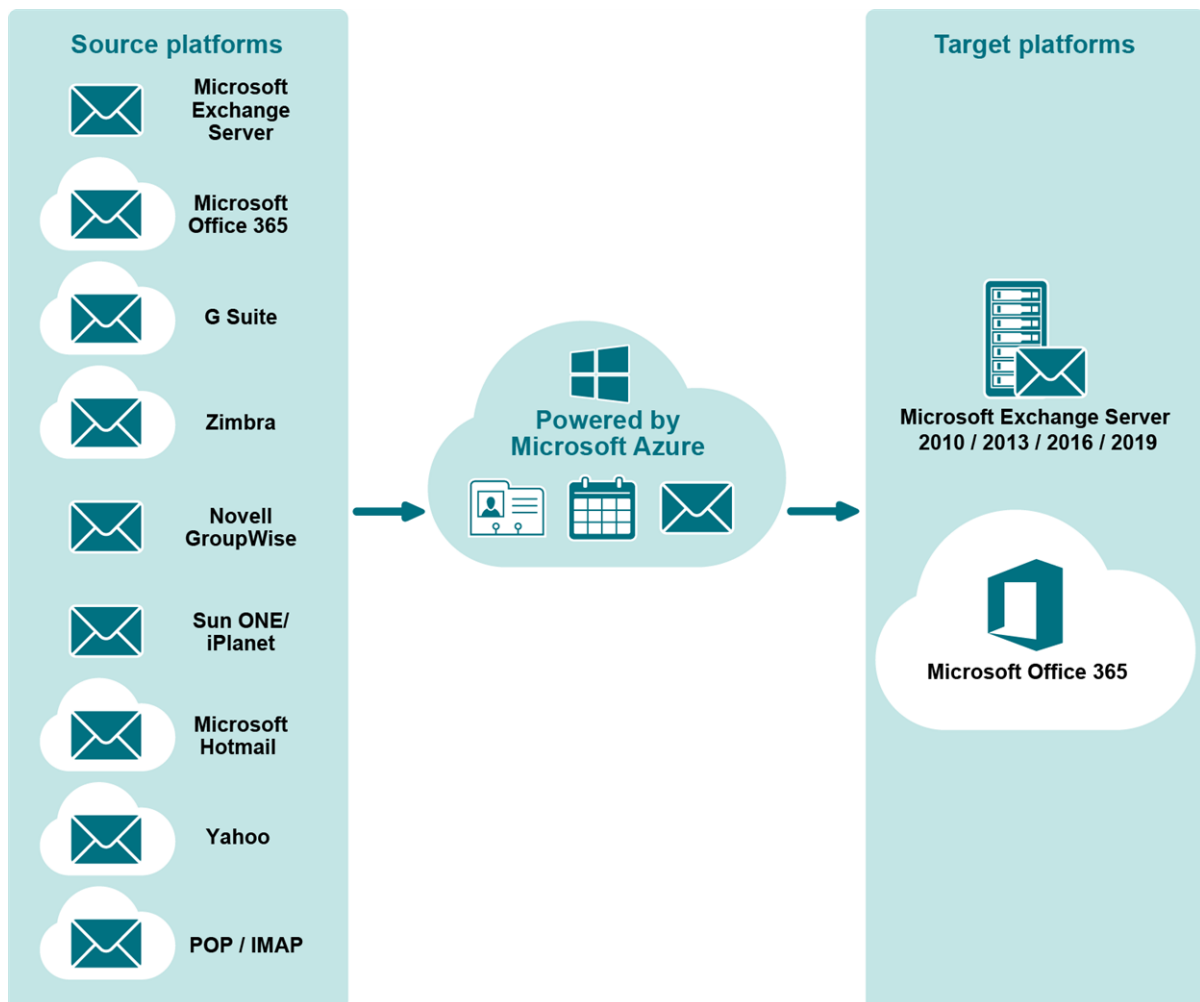 Source platforms
Microsoft
Exchange
Server
Microsoft
Office 365
G Suite
Zimbra
Novell
GroupWise
Sun ONE/
iPlanet
Microsoft
Hotmail
Yahoo
POP / IMAP
Powered by
Microsoft Azure
Target platforms
Microsoft Exchange Server
2010 / 2013 / 2016 / 2019
Microsoft Office 365